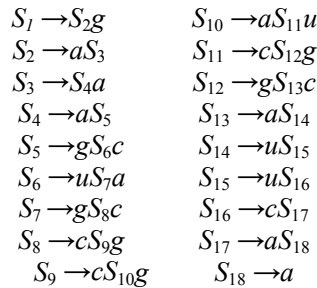 S₁ →S₂g
S₂ →aS₃
S₃ →S₄a
S₄ →aS₅
S₅ →gS₆c
S₆ →uS₇a
S₇ →gS₈c
S₈ →cS₉g
S₉ →cS₁₀g
S₁₀ →aS₁₁u
S₁₁ →cS₁₂g
S₁₂ →gS₁₃c
S₁₃ →aS₁₄
S₁₄ →uS₁₅
S₁₅ →uS₁₆
S₁₆ →cS₁₇
S₁₇ →aS₁₈
S₁₈ →a